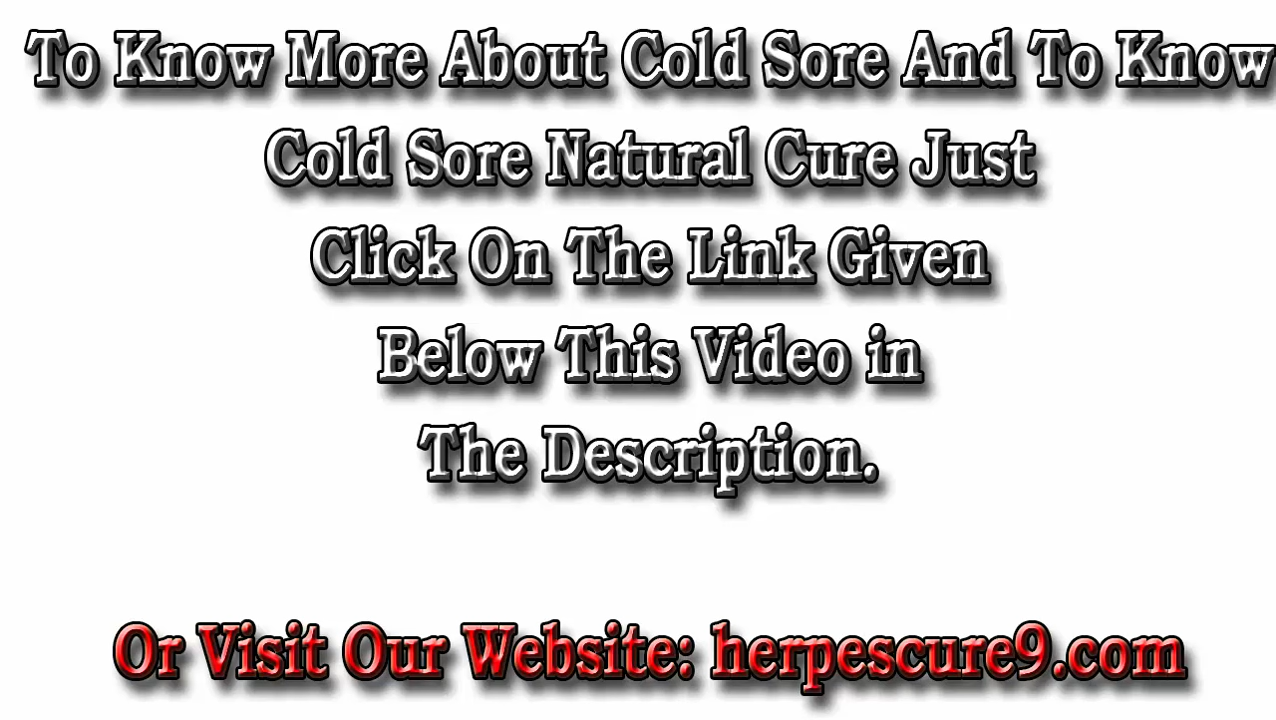 To Know More About Cold Sore And To Know
Cold Sore Natural Cure Just
Click On The Link Given
Below This Video in
The Description.
Or Visit Our Website: herpescure9.com